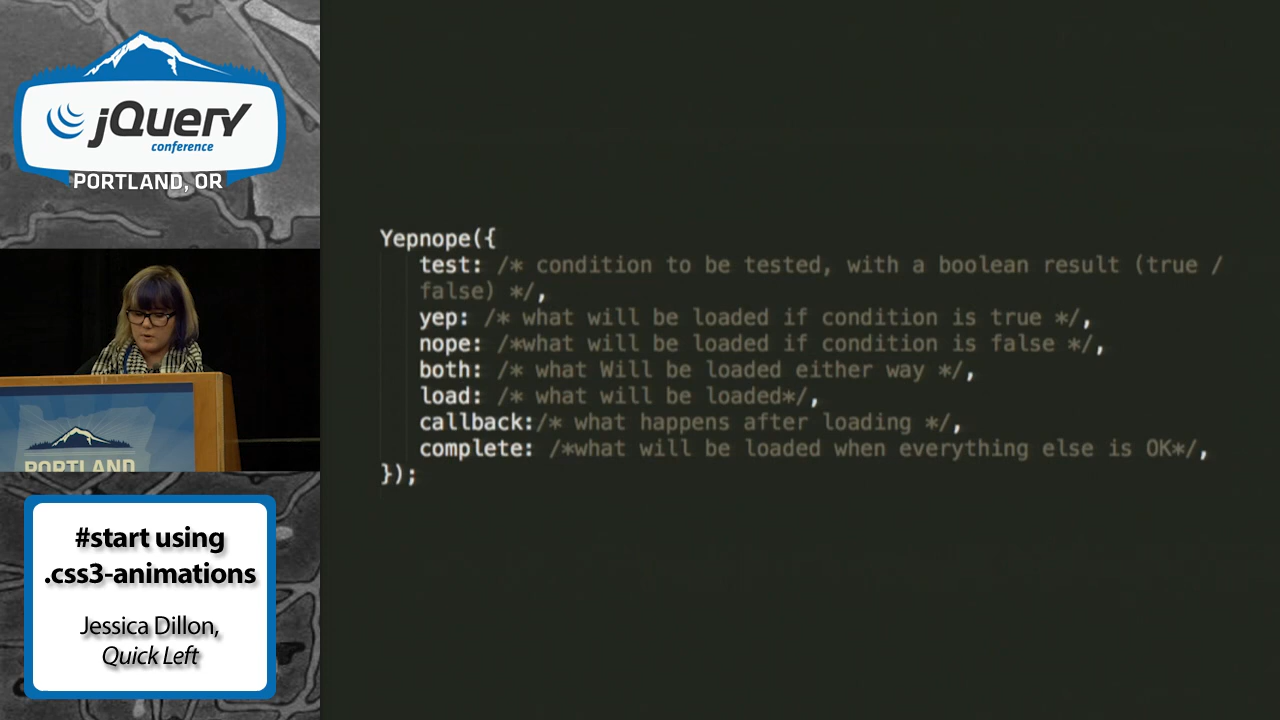 jQuery
conference
PORTLAND, OR
PORTLAND
#start using
.css3-animations
Jessica Dillon,
Quick Left
Yepnope({
test: /* condition to be tested, with a boolean result (true /
false) */,
yep: /* what will be loaded if condition is true */,
nope: /*what will be loaded if condition is false */,
both: /* what Will be loaded either way */,
load: /* what will be loaded*/,
callback:/* what happens after loading */,
complete: /*what will be loaded when everything else is OK*/,
});